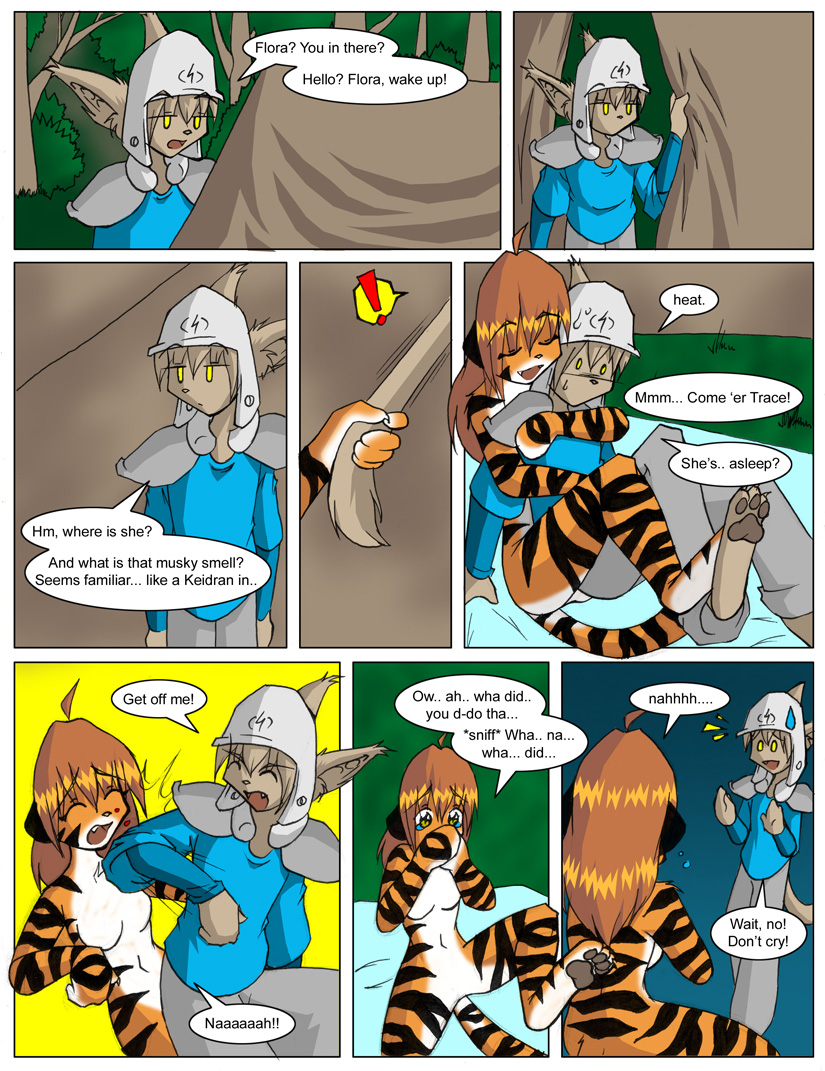 Flora? You in there?
Hello? Flora, wake up!
Hm, where is she?
And what is that musky smell?
Seems familiar... like a Keidran in..
!
heat.
Mmm... Come ‘er Trace!
She's.. asleep?
Get off me!
Naaaaaah!!
Ow.. ah.. wha did..
you d-do tha...
*sniff* Wha.. na...
wha... did...
nahhhh....
Wait, no!
Don't cry!